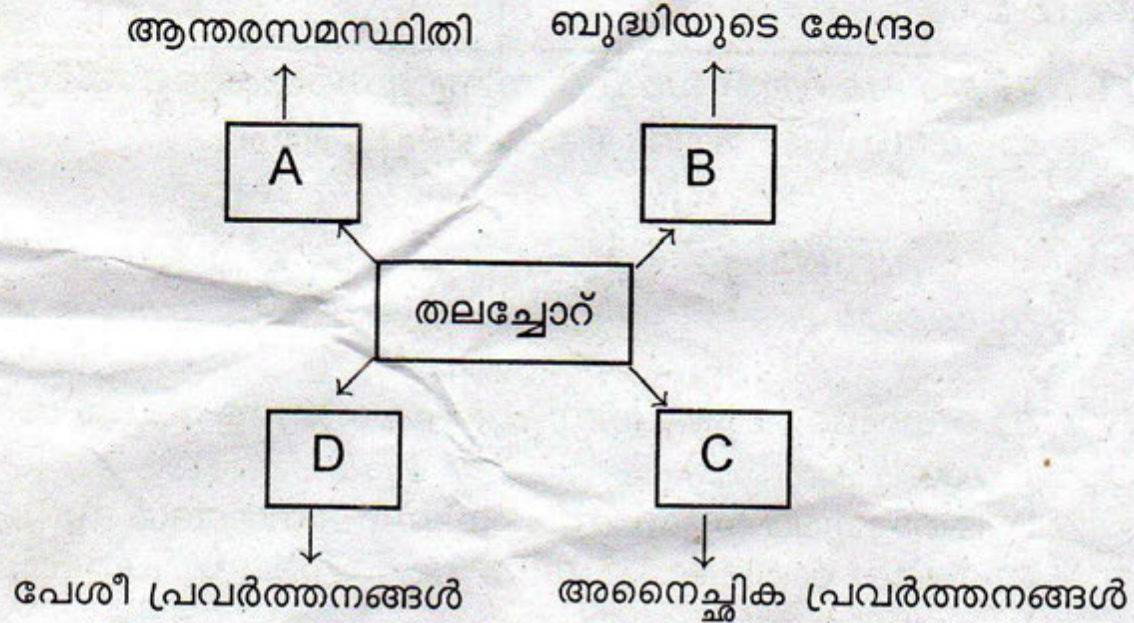 ആന്തരസമസ്ഥിതി
ബുദ്ധിയുടെ കേന്ദ്രം
A
B
തലച്ചോറ്
D
C
പേശീ പ്രവർത്തനങ്ങൾ
അനൈച്ഛിക പ്രവർത്തനങ്ങൾ